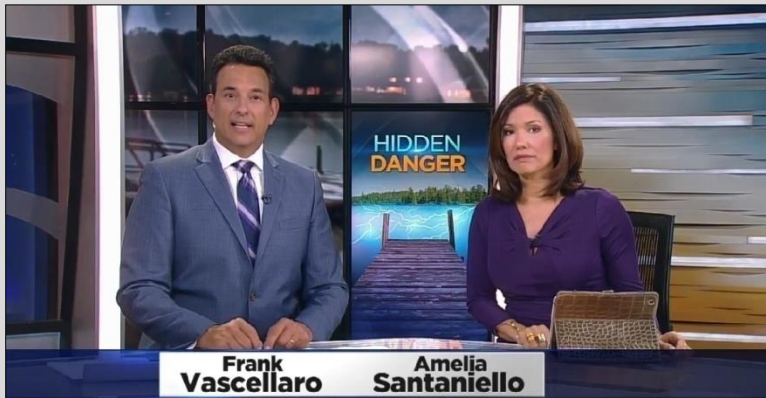 HIDDEN
DANGER
Frank
Vascellaro
Amelia
Santaniello